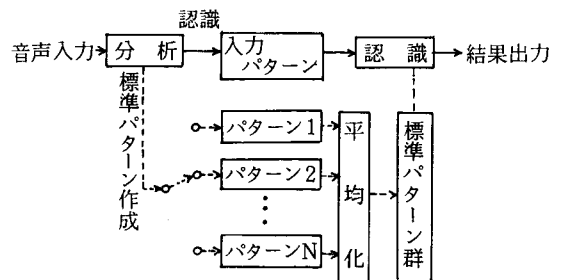 認識
音声入力
分析
入力
パターン
認識
結果出力
標準パターン作成
パターン1
パターン2
パターンN
平均化
標準パターン群